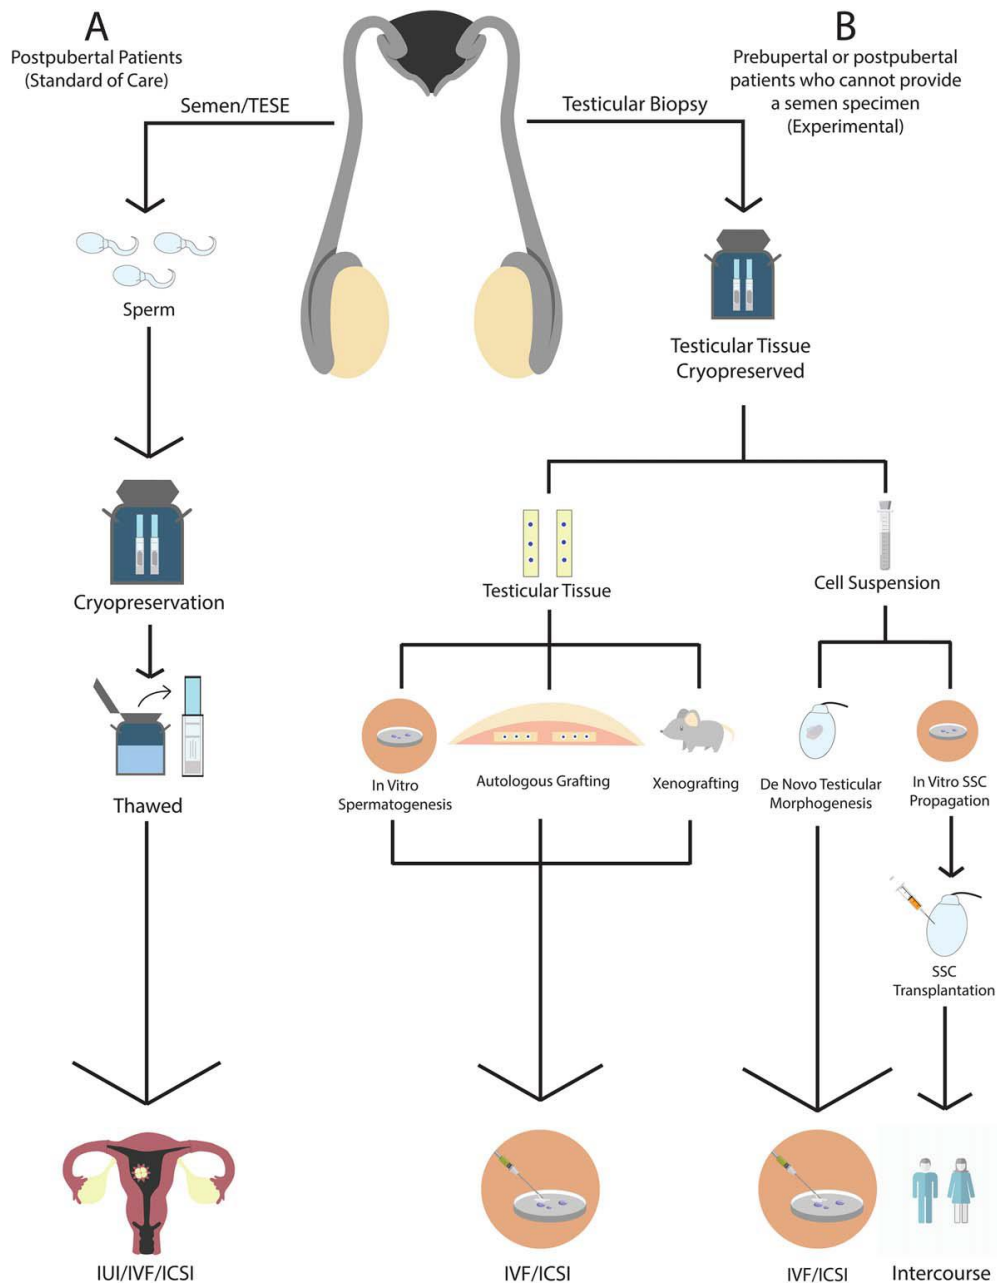 A
Postpubertal Patients
(Standard of Care)
Semen/TESE
Sperm
Cryopreservation
Thawed
IUI/IVF/ICSI
B
Prebupertal or postpubertal
patients who cannot provide
a semen specimen
(Experimental)
Testicular Biopsy
Testicular Tissue
Cryopreserved
Testicular Tissue
Cell Suspension
In Vitro
Spermatogenesis
Autologous Grafting
Xenografting
De Novo Testicular
Morphogenesis
In Vitro SSC
Propagation
SSC
Transplantation
IVF/ICSI
IVF/ICSI
Intercourse